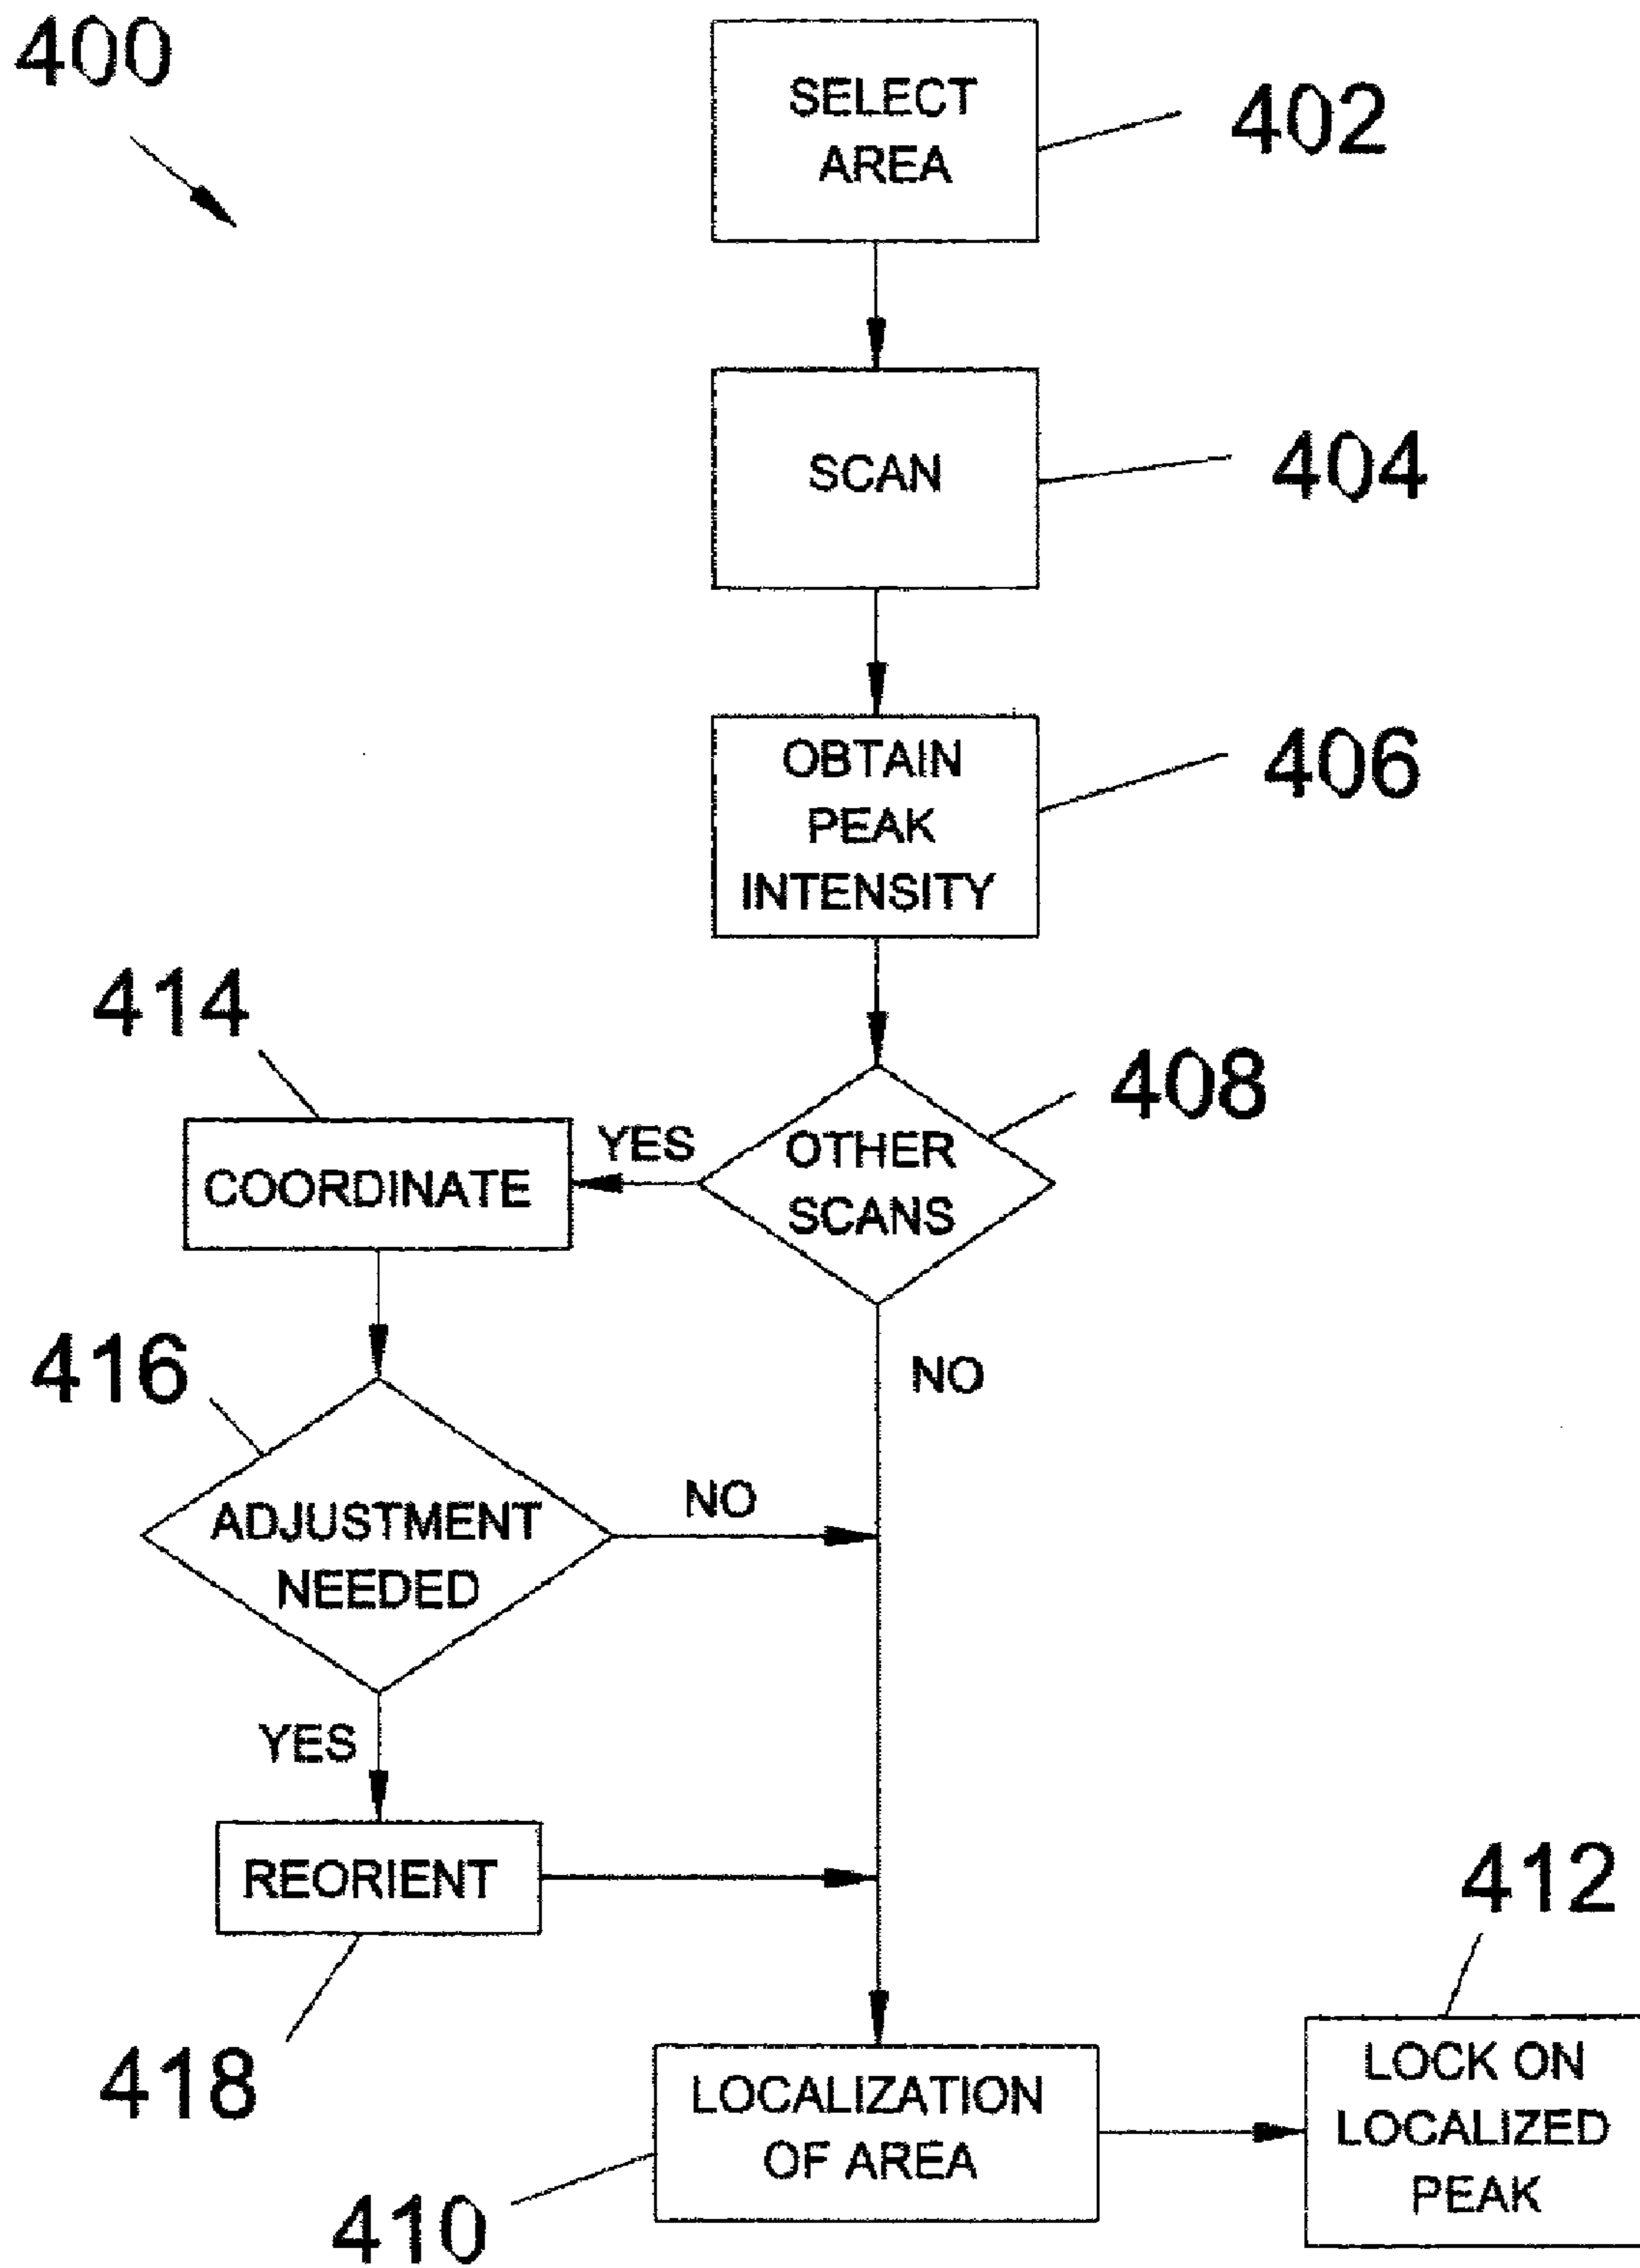 400
SELECT
AREA
402
SCAN
404
OBTAIN
PEAK
INTENSITY
406
414
COORDINATE
YES
OTHER
SCANS
408
NO
416
ADJUSTMENT
NEEDED
NO
YES
REORIENT
418
LOCALIZATION
OF AREA
410
412
LOCK ON
LOCALIZED
PEAK